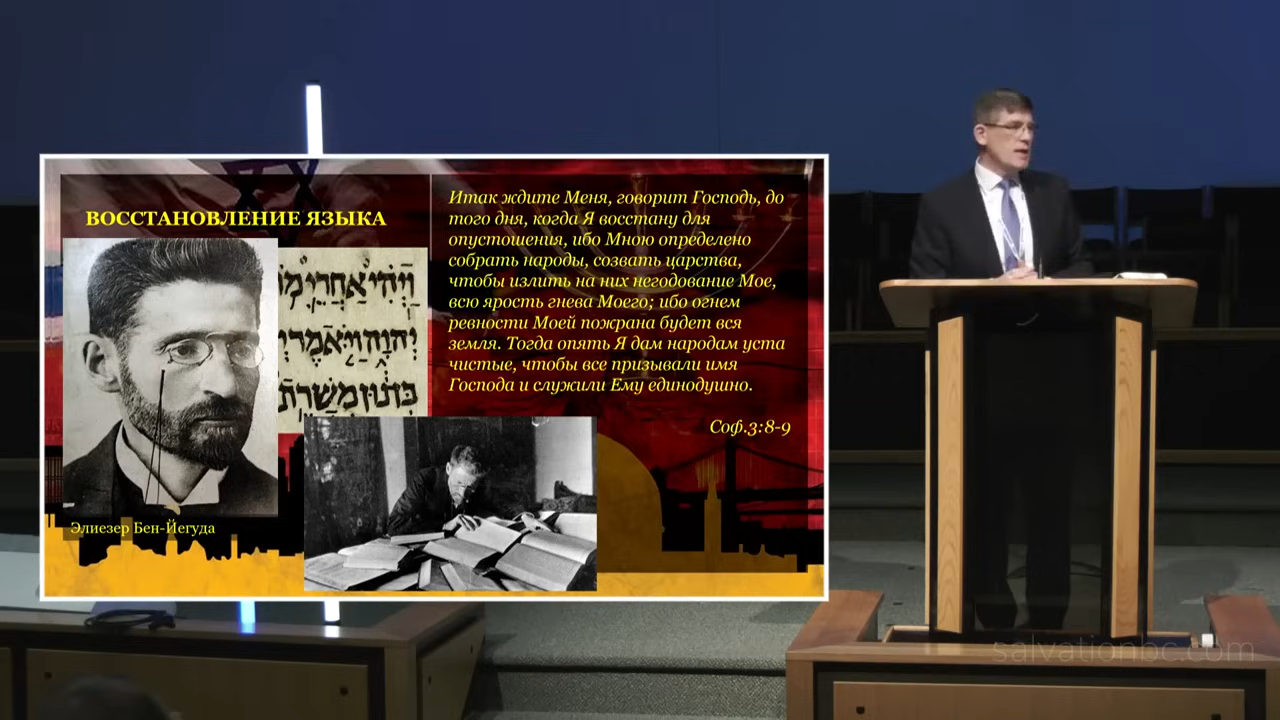 ВОССТАНОВЛЕНИЕ ЯЗЫКА
Элиезер Бен-Йегуда
Итак ждите Меня, говорит Господь, до
того дня, когда Я восстану для
опустошения, ибо Мною определено
собрать народы, созвать царства,
чтобы излить на них негодование Мое,
всю ярость гнева Моего; ибо огнем
ревности Моей пожрана будет вся
земля. Тогда опять Я дам народам уста
чистые, чтобы все призывали имя
Господа и служили Ему единодушно.
Соф.3:8-9
salvationbc.com